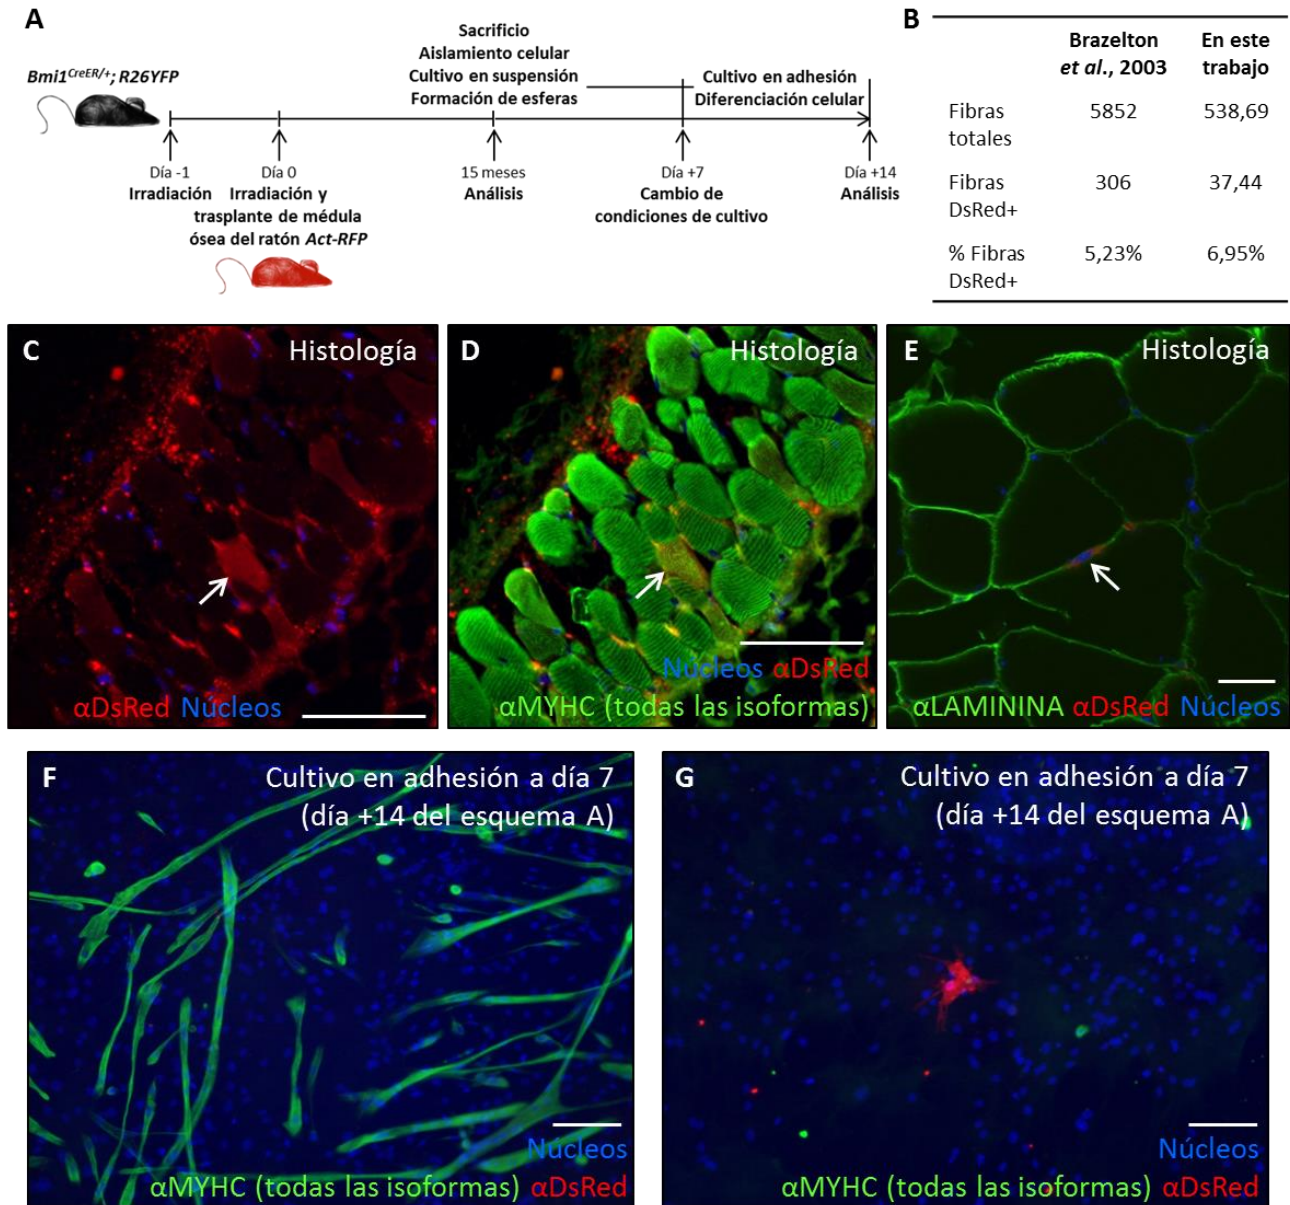 A
Bmi1CreER/+; R26YFP
Sacrificio
Aislamiento celular
Cultivo en suspensión
Formación de esferas
Cultivo en adhesión
Diferenciación celular
Día -1
Irradiación
Día 0
Irradiación y
trasplante de médula
ósea del ratón Act-RFP
15 meses
Análisis
Día +7
Cambio de
condiciones de cultivo
Día +14
Análisis
B
Brazelton
et al., 2003
En este
trabajo
Fibras
totales
5852
538,69
Fibras
DsRed+
306
37,44
% Fibras
DsRed+
5,23%
6,95%
C
Histología
αDsRed Núcleos
D
Histología
Núcleos αDsRed
αMYHC (todas las isoformas)
E
Histología
αLAMININA αDsRed Núcleos
F
Cultivo en adhesión a día 7
(día +14 del esquema A)
Núcleos
αMYHC (todas las isoformas) αDsRed
G
Cultivo en adhesión a día 7
(día +14 del esquema A)
Núcleos
αMYHC (todas las isoformas) αDsRed